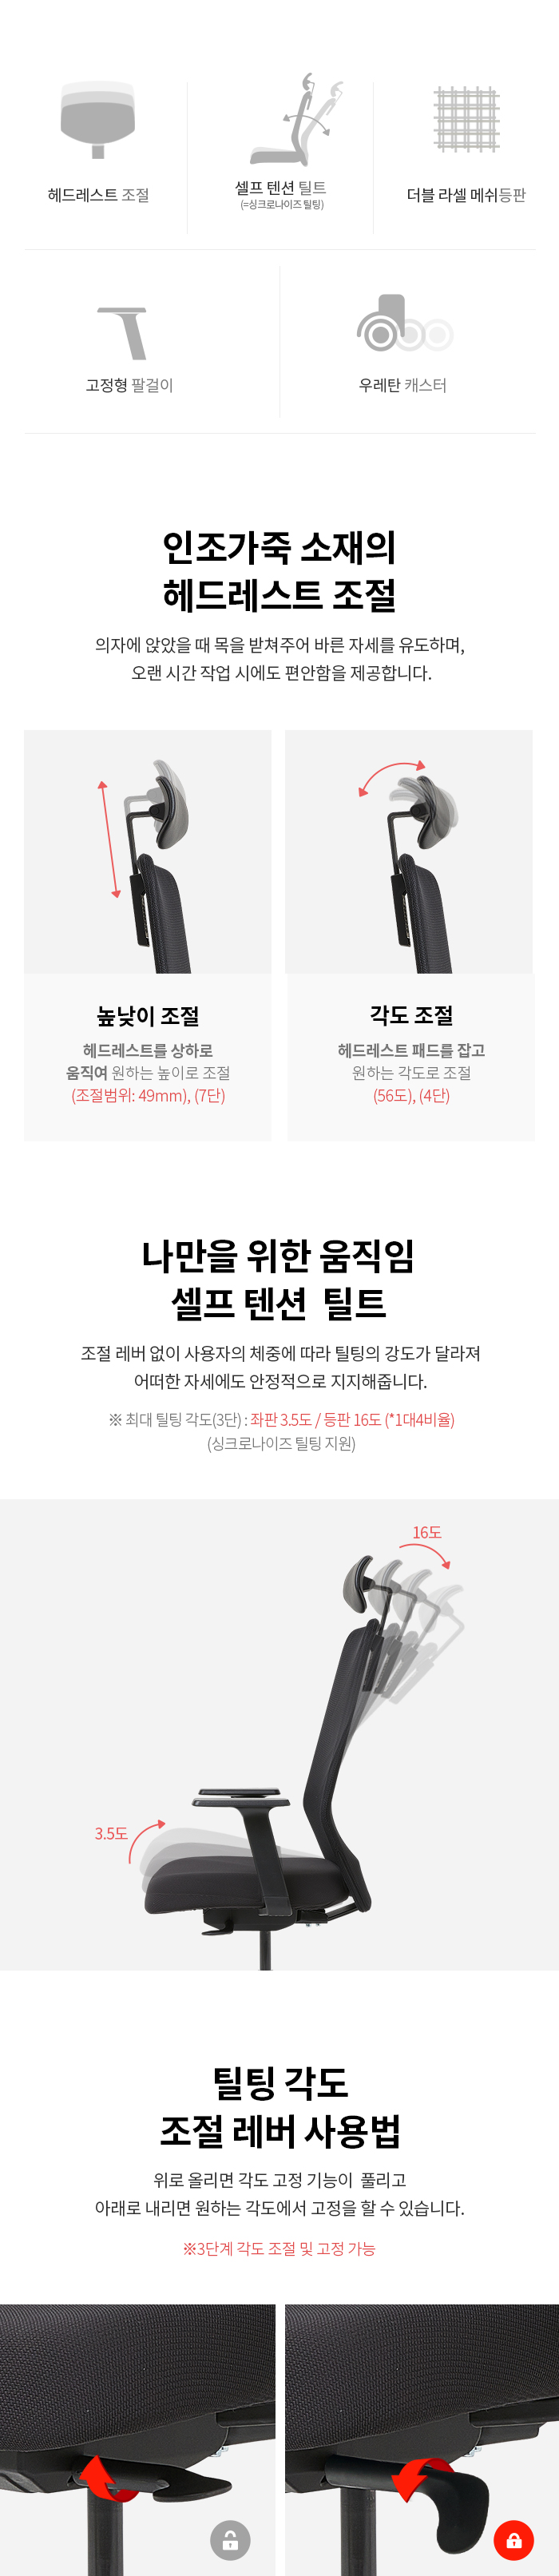 헤드레스트 조절
셀프 텐션 틸트
(=싱크로나이즈 틸팅)
더블 라셀 메쉬등판
고정형 팔걸이
우레탄 캐스터
인조가죽 소재의
헤드레스트 조절
의자에 앉았을 때 목을 받쳐주어 바른 자세를 유도하며,
오랜 시간 작업 시에도 편안함을 제공합니다.
높낮이 조절
헤드레스트를 상하로
움직여 원하는 높이로 조절
(조절범위: 49mm), (7단)
각도 조절
헤드레스트 패드를 잡고
원하는 각도로 조절
(56도), (4단)
나만을 위한 움직임
셀프 텐션 틸트
조절 레버 없이 사용자의 체중에 따라 틸팅의 강도가 달라져
어떠한 자세에도 안정적으로 지지해줍니다.
※ 최대 틸팅 각도(3단) : 좌판 3.5도 / 등판 16도 (*1대4비율)
(싱크로나이즈 틸팅 지원)
16도
3.5도
틸팅 각도
조절 레버 사용법
위로 올리면 각도 고정 기능이 풀리고
아래로 내리면 원하는 각도에서 고정을 할 수 있습니다.
※3단계 각도 조절 및 고정 가능